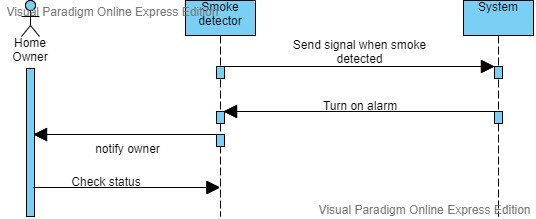 Visual Paradigm Online Express Edition
Smoke
detector
System
Home
Owner
Send signal when smoke
detected
Turn on alarm
notify owner
Check status
Visual Paradigm Online Express Edition